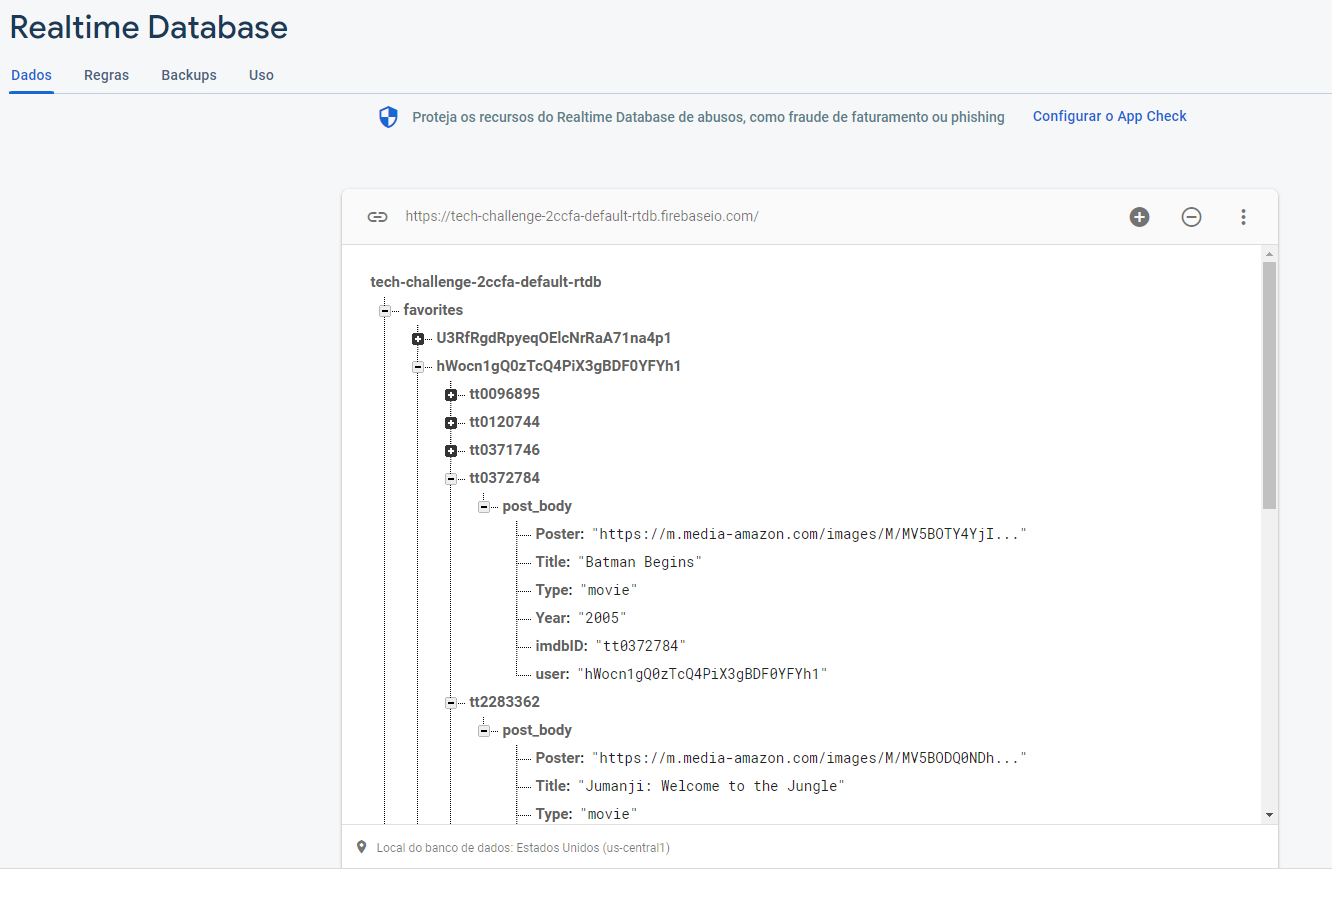 Realtime Database
Dados Regras Backups Uso
Proteja os recursos do Realtime Database de abusos, como fraude de faturamento ou phishing Configurar o App Check
https://tech-challenge-2ccfa-default-rtdb.firebaseio.com/
tech-challenge-2ccfa-default-rtdb
favorites
U3RfRgdRpyeqOElcNrRaA71na4p1
hWocn1gQ0zTcQ4PiX3gBDF0YFYh1
tt0096895
tt0120744
tt0371746
tt0372784
post_body
Poster: "https://m.media-amazon.com/images/M/MV5BOTY4YjI..."
Title: "Batman Begins"
Type: "movie"
Year: "2005"
imdbID: "tt0372784"
user: "hWocn1gQ0zTcQ4PiX3gBDF0YFYh1"
tt2283362
post_body
Poster: "https://m.media-amazon.com/images/M/MV5BODQ0NDh..."
Title: "Jumanji: Welcome to the Jungle"
Type: "movie"
Local do banco de dados: Estados Unidos (us-central1)